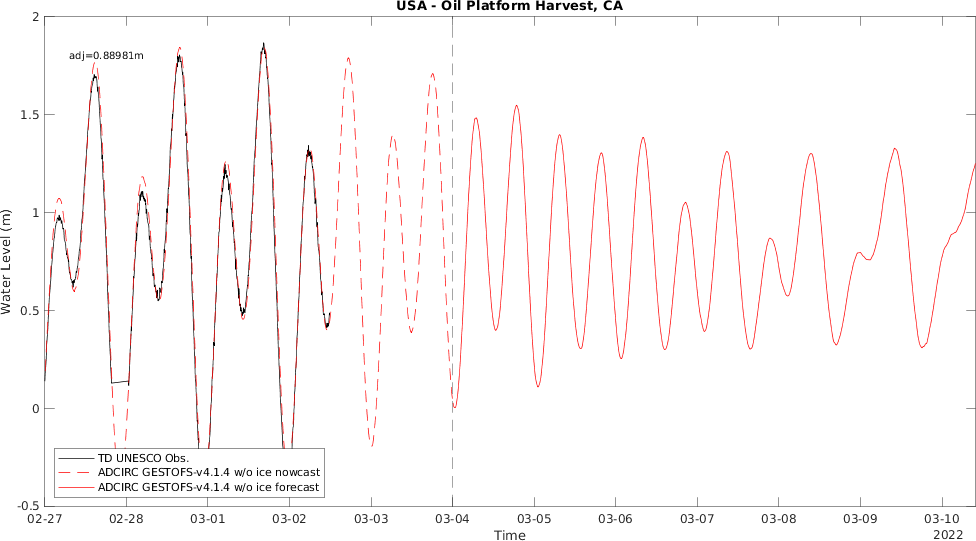 USA - Oil Platform Harvest, CA
2
adj=0.88981m
1.5
1
0.5
0
-0.5
Water Level (m)
TD UNESCO Obs.
ADCIRC GESTOFS-v4.1.4 w/o ice nowcast
ADCIRC GESTOFS-v4.1.4 w/o ice forecast
02-27 02-28 03-01 03-02 03-03 03-04 03-05 03-06 03-07 03-08 03-09 03-10
Time
2022